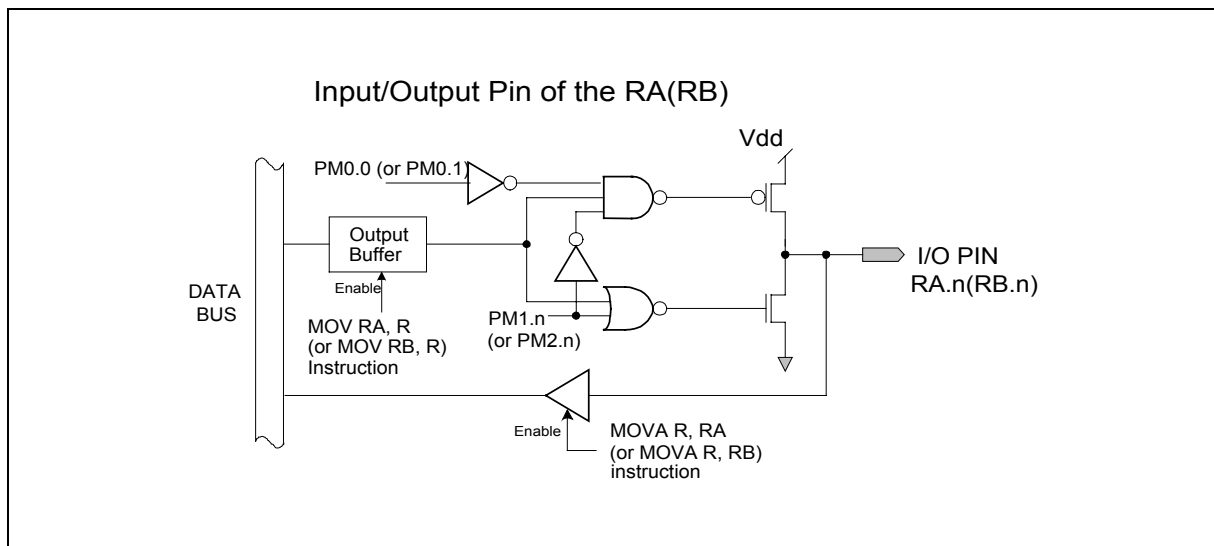 Input/Output Pin of the RA(RB)
Vdd
PM0.0 (or PM0.1)
Output
Buffer
I/O PIN
RA.n(RB.n)
DATA
BUS
Enable
MOV RA, R
(or MOV RB, R)
Instruction
PM1.n
(or PM2.n)
Enable
MOVA R, RA
(or MOVA R, RB)
instruction